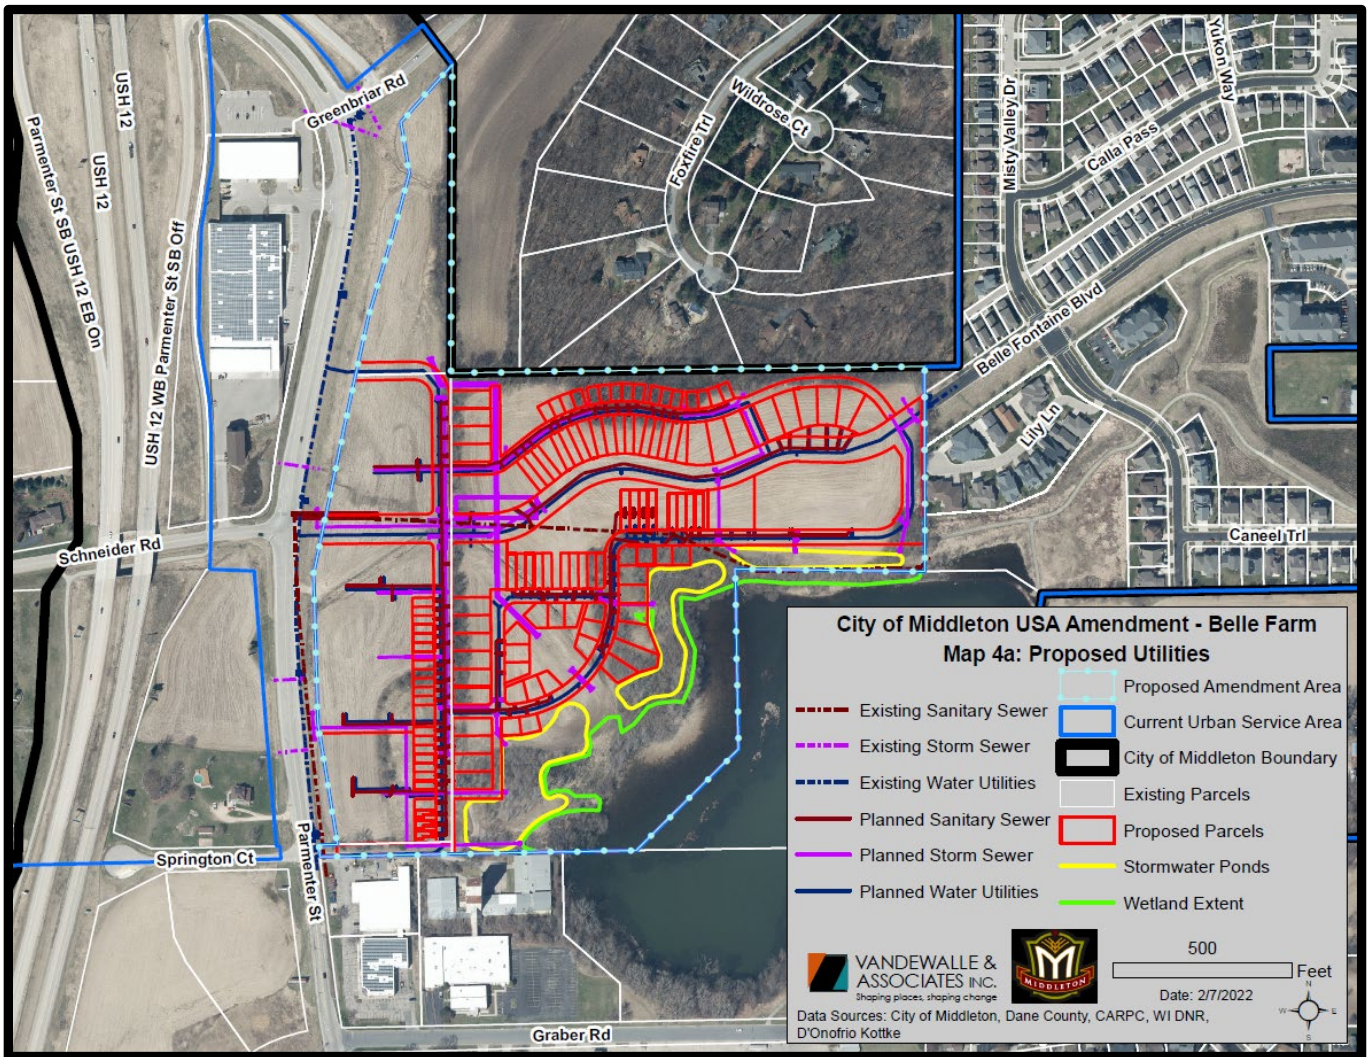 Greenbriar Rd
USH 12
USH 12
Parmenter St SB USH 12 EB On
USH 12 WB Parmenter St SB Off
Foxfire Trl
Wildrose Ct
Misty Valley Dr
Yukon Way
Calla Pass
Belle Fontaine Blvd
Lily Ln
Caneel Trl
Schneider Rd
Springton Ct
Parmenter St
Graber Rd
City of Middleton USA Amendment - Belle Farm
Map 4a: Proposed Utilities
Existing Sanitary Sewer
Existing Storm Sewer
Existing Water Utilities
Planned Sanitary Sewer
Planned Storm Sewer
Planned Water Utilities
Proposed Amendment Area
Current Urban Service Area
City of Middleton Boundary
Existing Parcels
Proposed Parcels
Stormwater Ponds
Wetland Extent
VANDEWALLE &
ASSOCIATES INC.
Shaping places, shaping change
M
MIDDLETON
500
Feet
Date: 2/7/2022
N
W
E
S
Data Sources: City of Middleton, Dane County, CARPC, WI DNR,
D'Onofrio Kottke